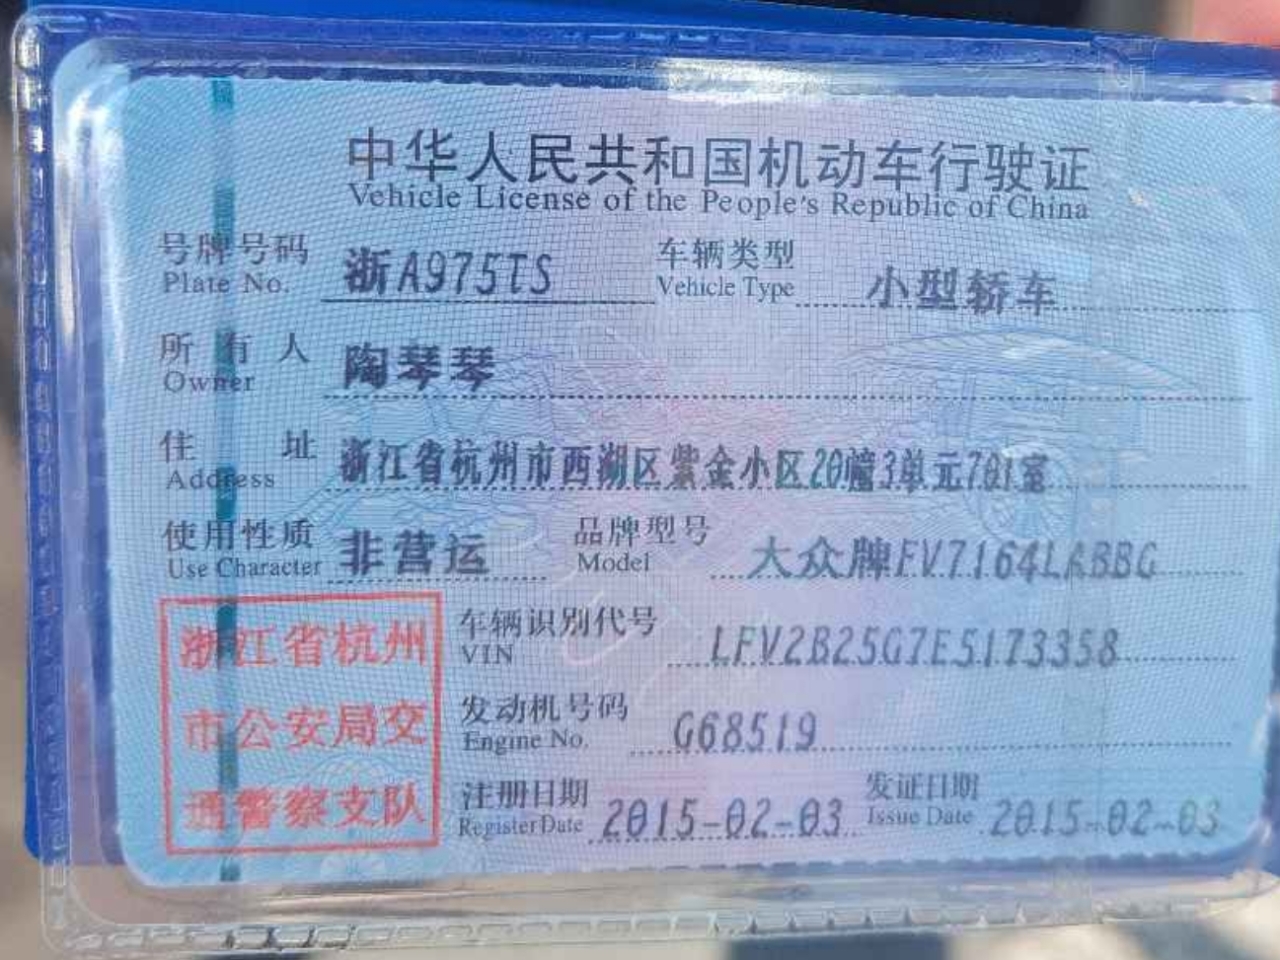 中华人民共和国机动车行驶证
Vehicle License of the People's Republic of China
号牌号码 浙A975TS 车辆类型 小型轿车
Plate No. Vehicle Type
所有人 陶琴琴
Owner
住址 浙江省杭州市西湖区紫金小区20幢3单元701室
Address
使用性质 非营运 品牌型号 大众牌FV7164LABBG
Use Character Model
车辆识别代号 LFV2B25G7E5173358
VIN
发动机号码 G68519
Engine No.
注册日期 2015-02-03 发证日期 2015-02-03
Register Date Issue Date
浙江省杭州
市公安局交
通警察支队